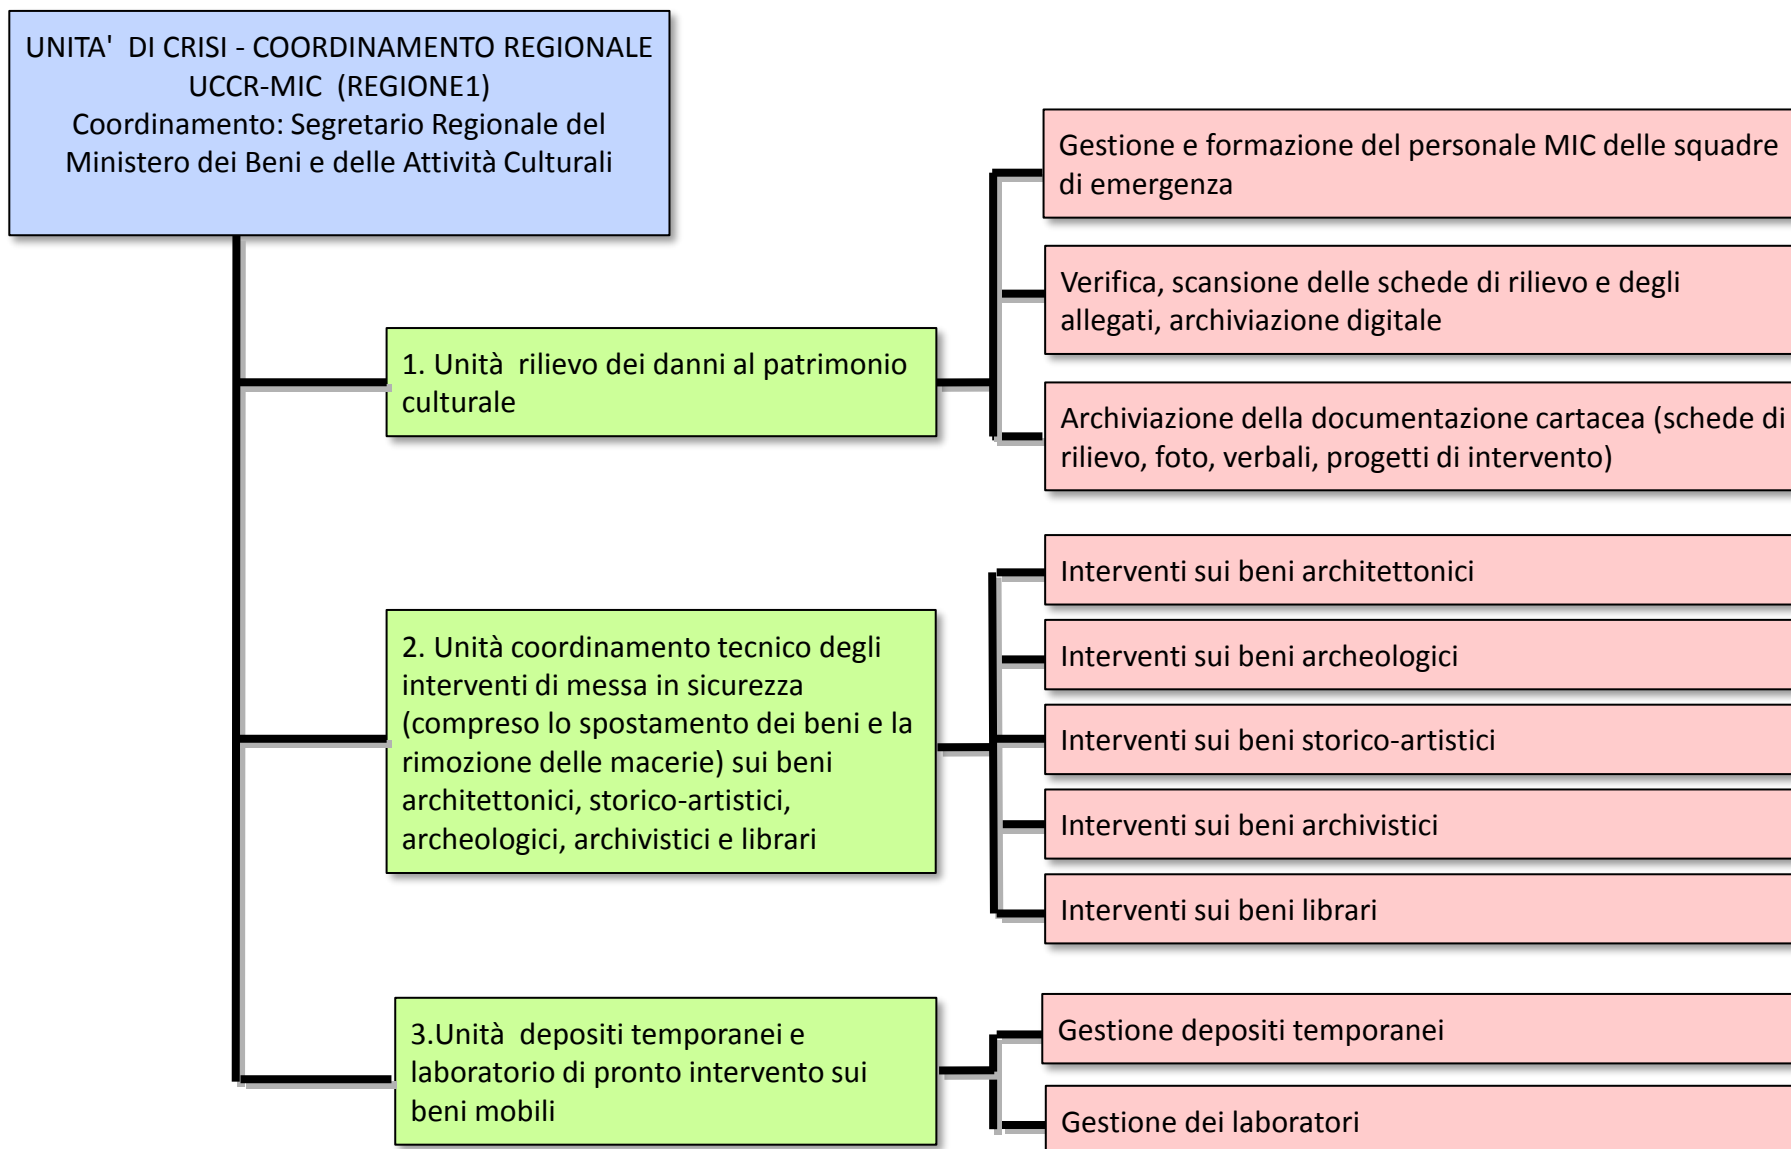 UNITA' DI CRISI - COORDINAMENTO REGIONALE
UCCR-MIC (REGIONE1)
Coordinamento: Segretario Regionale del
Ministero dei Beni e delle Attività Culturali
1. Unità rilievo dei danni al patrimonio
culturale
Gestione e formazione del personale MIC delle squadre
di emergenza
Verifica, scansione delle schede di rilievo e degli
allegati, archiviazione digitale
Archiviazione della documentazione cartacea (schede di
rilievo, foto, verbali, progetti di intervento)
2. Unità coordinamento tecnico degli
interventi di messa in sicurezza
(compreso lo spostamento dei beni e la
rimozione delle macerie) sui beni
architettonici, storico-artistici,
archeologici, archivistici e librari
Interventi sui beni architettonici
Interventi sui beni archeologici
Interventi sui beni storico-artistici
Interventi sui beni archivistici
Interventi sui beni librari
3.Unità depositi temporanei e
laboratorio di pronto intervento sui
beni mobili
Gestione depositi temporanei
Gestione dei laboratori